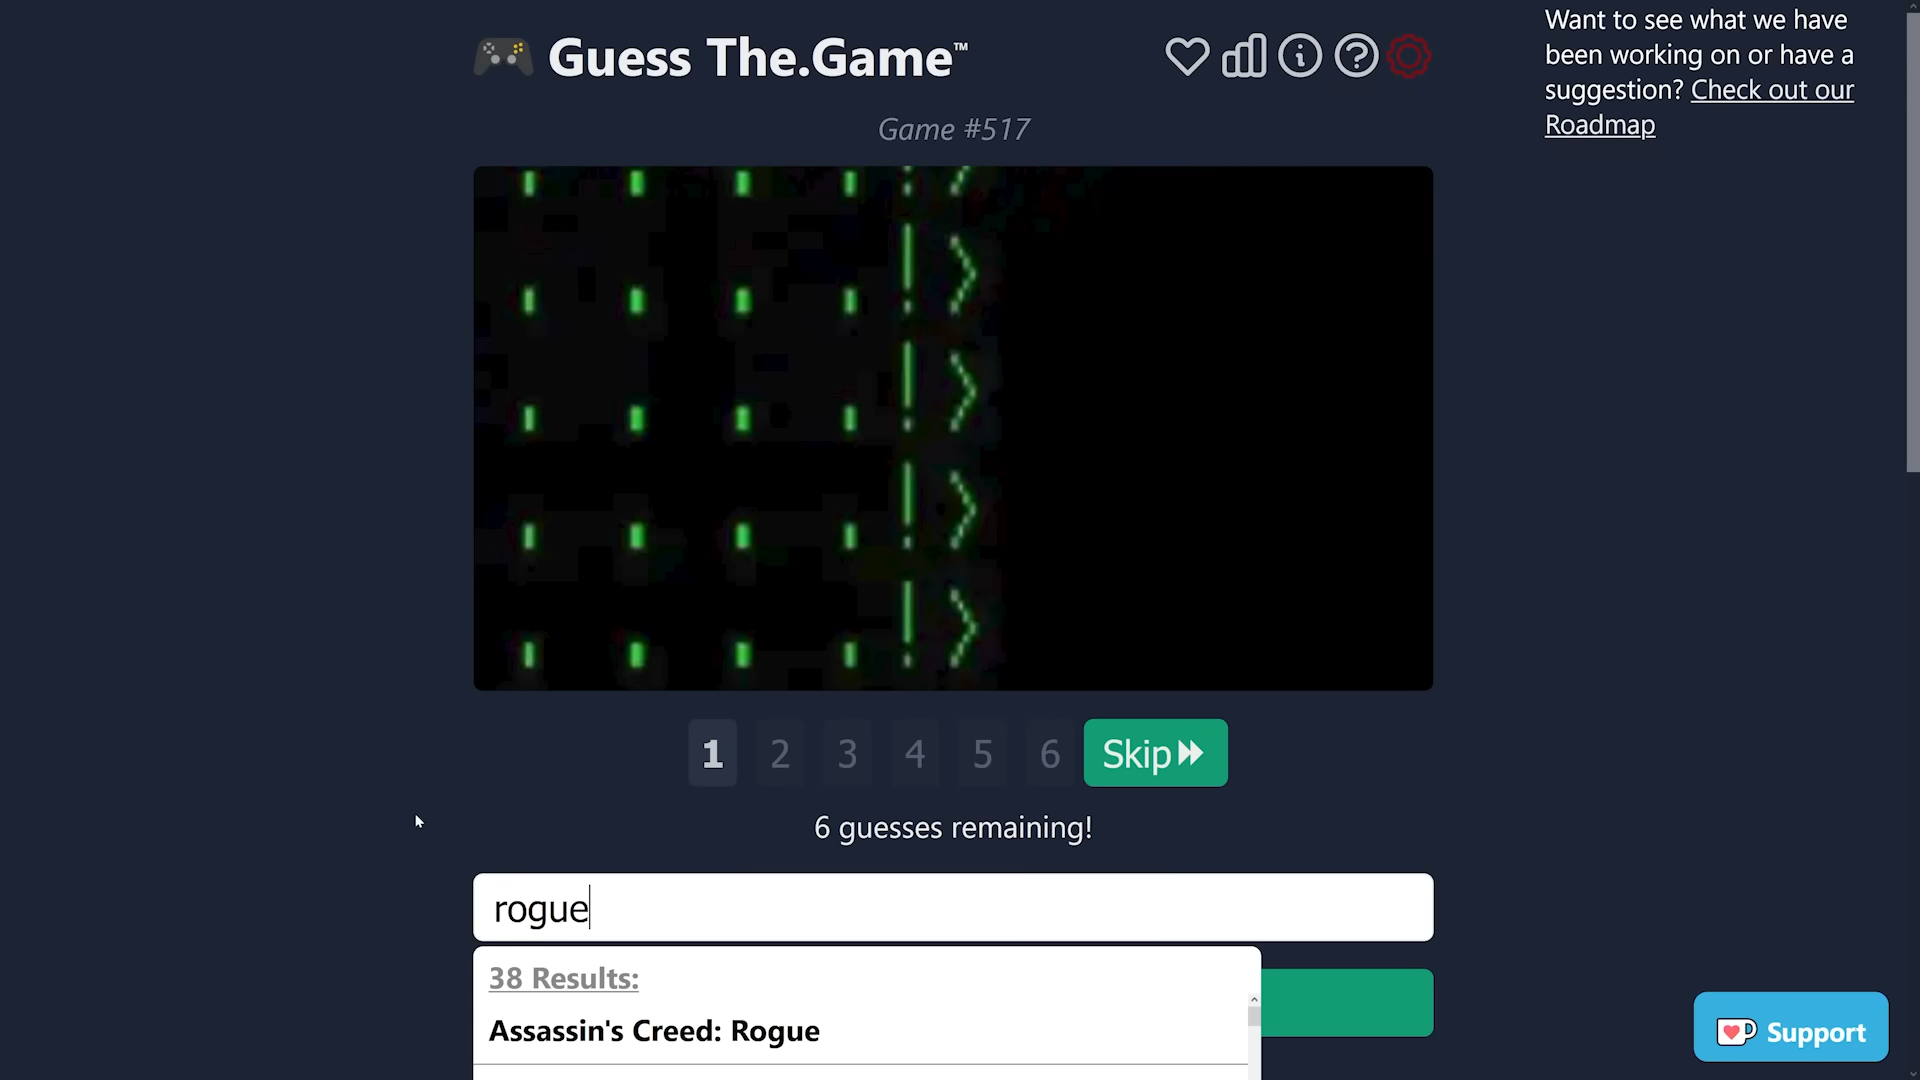 Guess The.Game™
Want to see what we have
been working on or have a
suggestion? Check out our
Roadmap
Game #517
! >
! >
! >
! >
1 2 3 4 5 6 Skip
6 guesses remaining!
rogue
38 Results:
Assassin's Creed: Rogue
Support